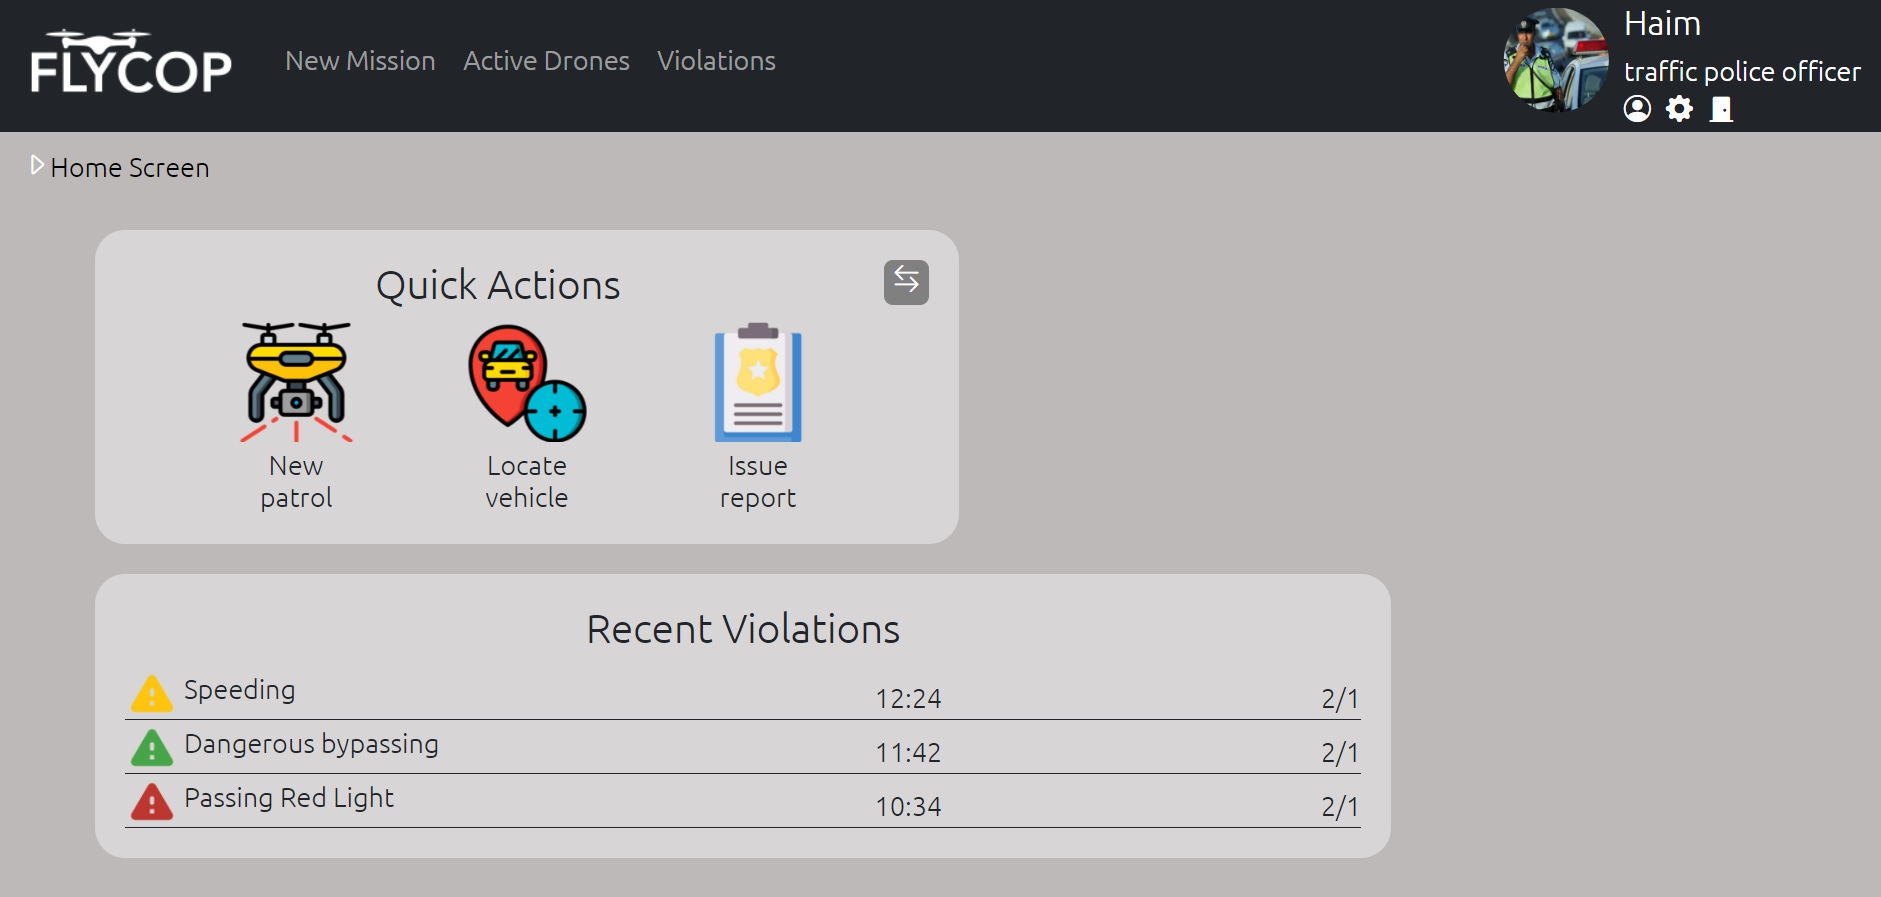 FLYCOP
New Mission Active Drones Violations
Haim
traffic police officer
Home Screen
Quick Actions
New
patrol
Locate
vehicle
Issue
report
Recent Violations
Speeding 12:24 2/1
Dangerous bypassing 11:42 2/1
Passing Red Light 10:34 2/1